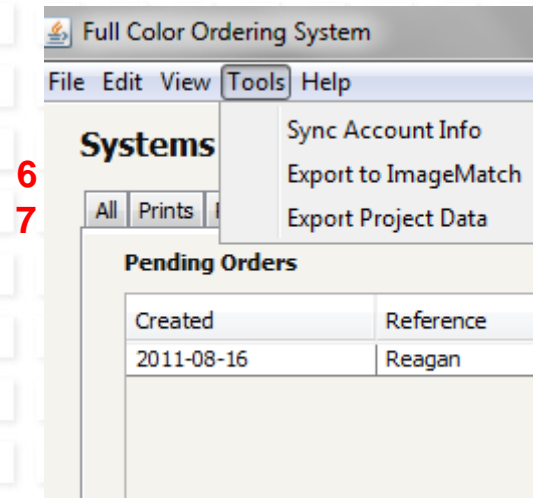 Full Color Ordering System
File Edit View Tools Help
Sync Account Info
Systems
6 Export to ImageMatch
7 All Prints Export Project Data
Pending Orders
Created Reference
2011-08-16 Reagan